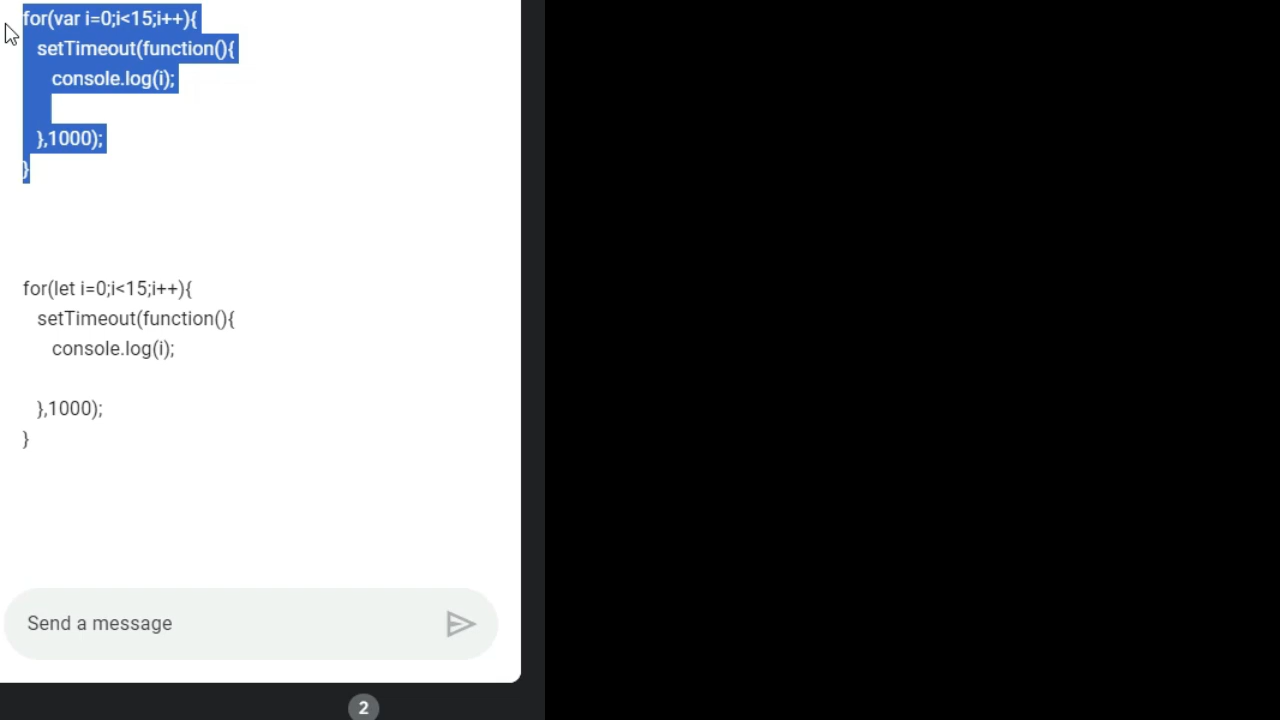 for(var i=0;i<15;i++){
setTimeout(function(){
console.log(i);
},1000);
}
for(let i=0;i<15;i++){
setTimeout(function(){
console.log(i);
},1000);
}
Send a message
2